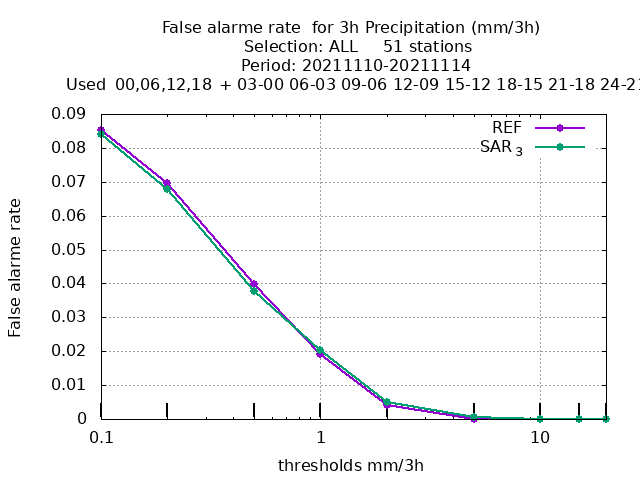 False alarme rate  for 3h Precipitation (mm/3h)
Selection: ALL     51 stations
Period: 20211110-20211114
Used  00,06,12,18  + 03-00 06-03 09-06 12-09  15-12 18-15  21-18 24-21
0.09
0.08
0.07
0.06
0.05
0.04
0.03
0.02
0.01
0
False alarme rate
REF
SAR 3
0.1 1 10
thresholds mm/3h